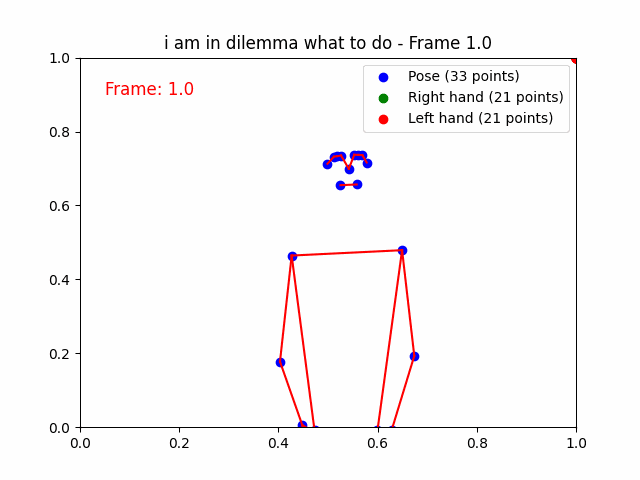 i am in dilemma what to do - Frame 1.0
Frame: 1.0
Pose (33 points)
Right hand (21 points)
Left hand (21 points)
1.0
0.8
0.6
0.4
0.2
0.0
0.0 0.2 0.4 0.6 0.8 1.0